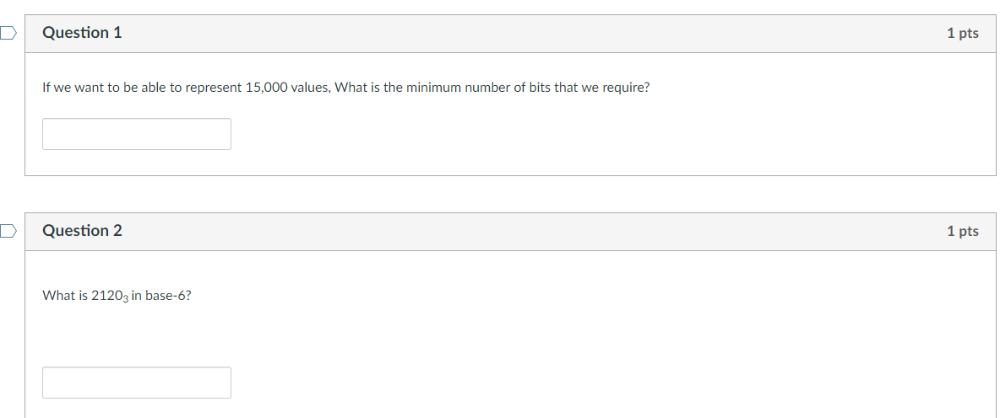 Question 1
1 pts
If we want to be able to represent 15,000 values, What is the minimum number of bits that we require?
Question 2
1 pts
What is 2120₃ in base-6?